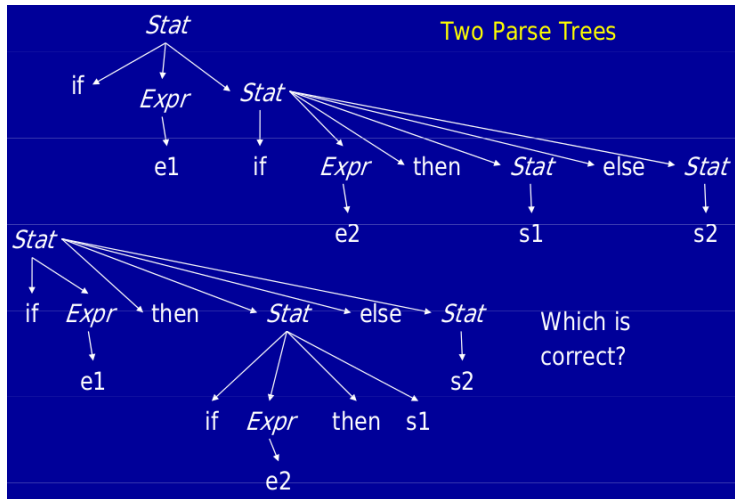 Stat
Two Parse Trees
if
Expr
Stat
e1
if
Expr
then
Stat
else
Stat
e2
s1
s2
Stat
if
Expr
then
Stat
else
Stat
Which is
correct?
e1
s2
if
Expr
then
s1
e2